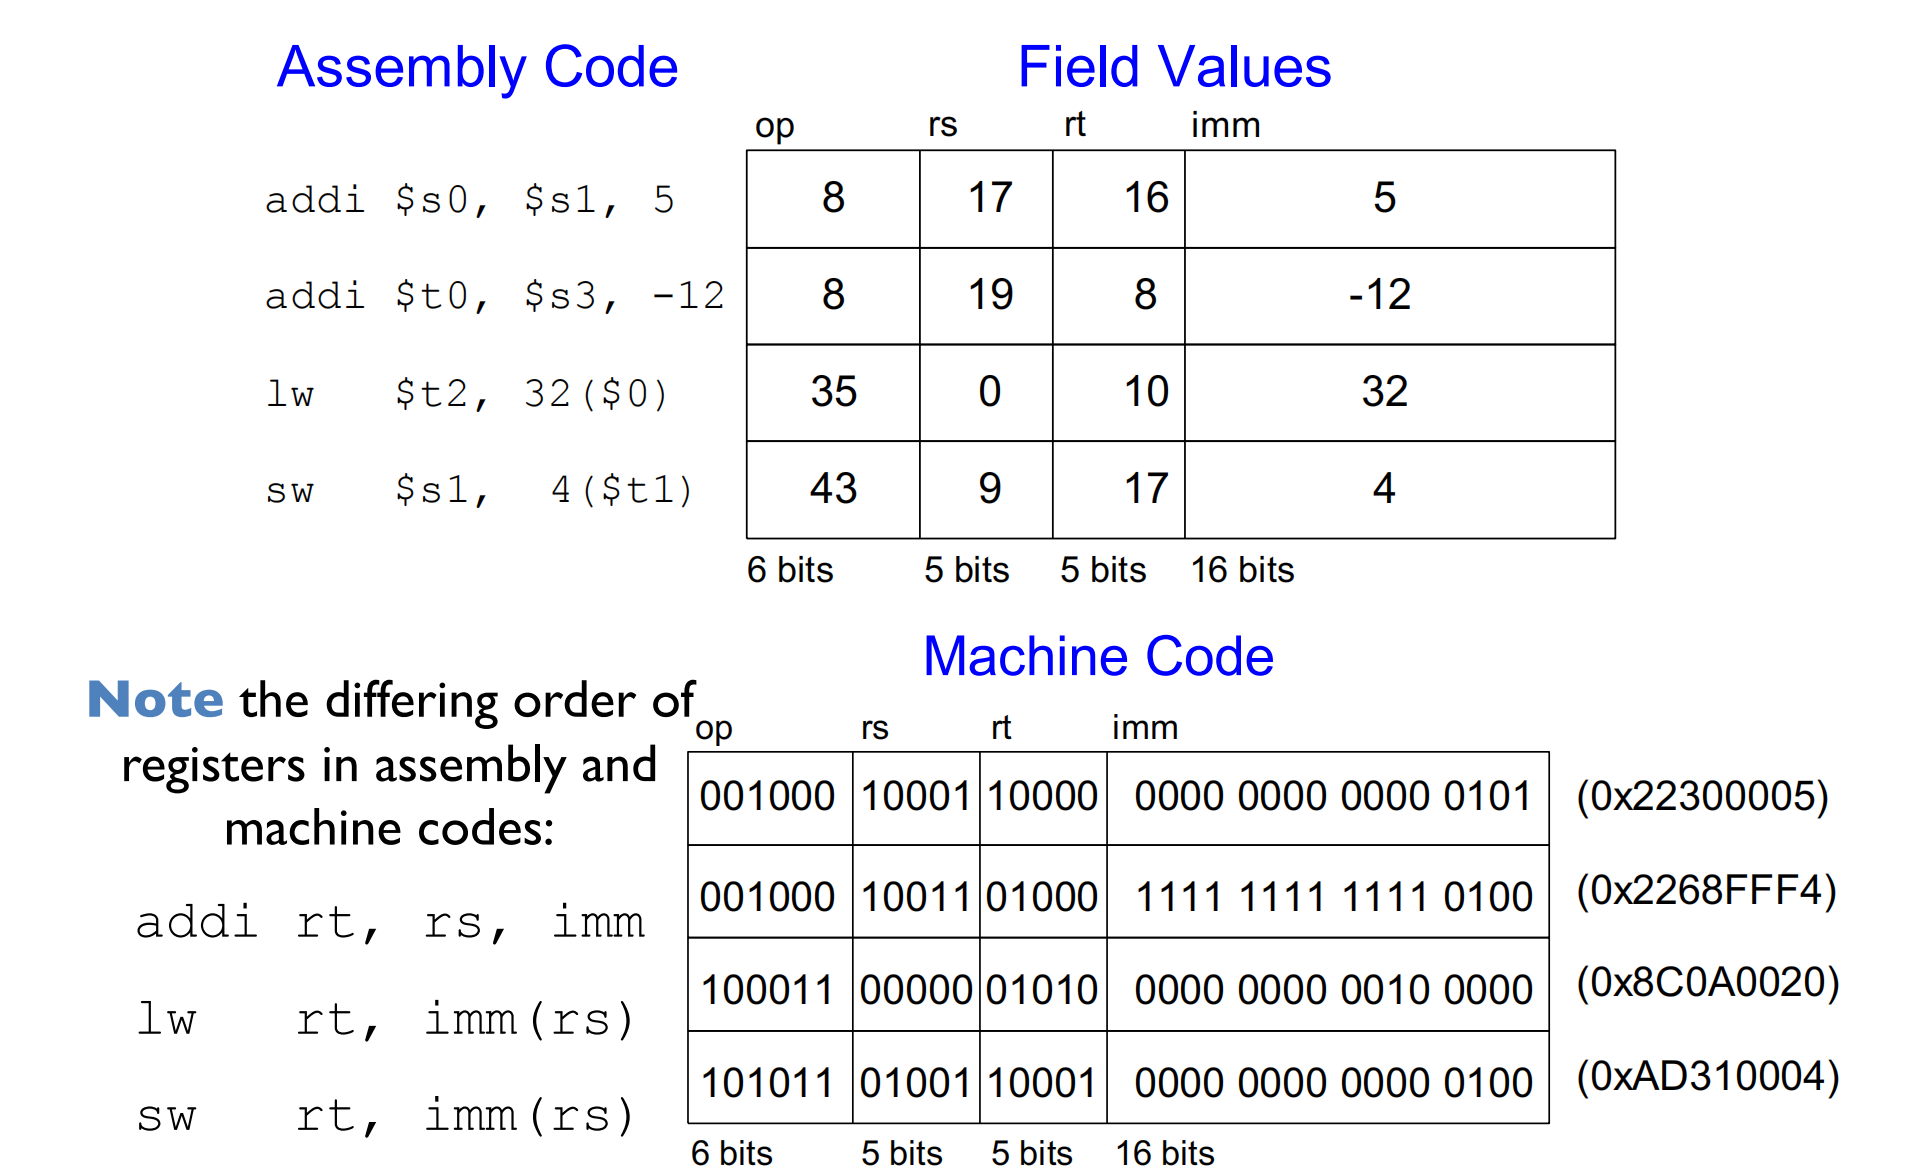 Assembly Code Field Values
op rs rt imm
addi $s0, $s1, 5 8 17 16 5
addi $t0, $s3, -12 8 19 8 -12
lw $t2, 32($0) 35 0 10 32
sw $s1, 4($t1) 43 9 17 4
6 bits 5 bits 5 bits 16 bits
Note the differing order of
registers in assembly and
machine codes:
addi rt, rs, imm
lw rt, imm(rs)
sw rt, imm(rs)
Machine Code
op rs rt imm
001000 10001 10000 0000 0000 0000 0101 (0x22300005)
001000 10011 01000 1111 1111 1111 0100 (0x2268FFF4)
100011 00000 01010 0000 0000 0010 0000 (0x8C0A0020)
101011 01001 10001 0000 0000 0000 0100 (0xAD310004)
6 bits 5 bits 5 bits 16 bits